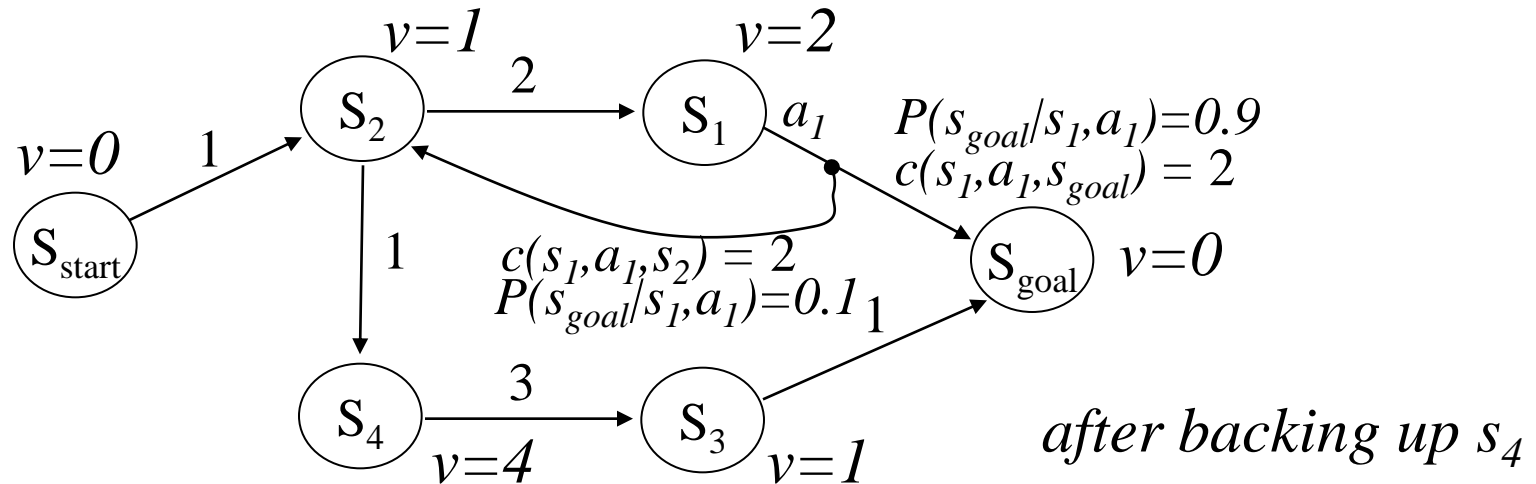 v=1
v=2
2
S2
S1
a1
P(sgoal/s1,a1)=0.9
c(s1,a1,sgoal) = 2
v=0
1
Sstart
1
c(s1,a1,s2) = 2
P(sgoal/s1,a1)=0.1
Sgoal
v=0
1
3
S4
S3
v=4
v=1
after backing up s4